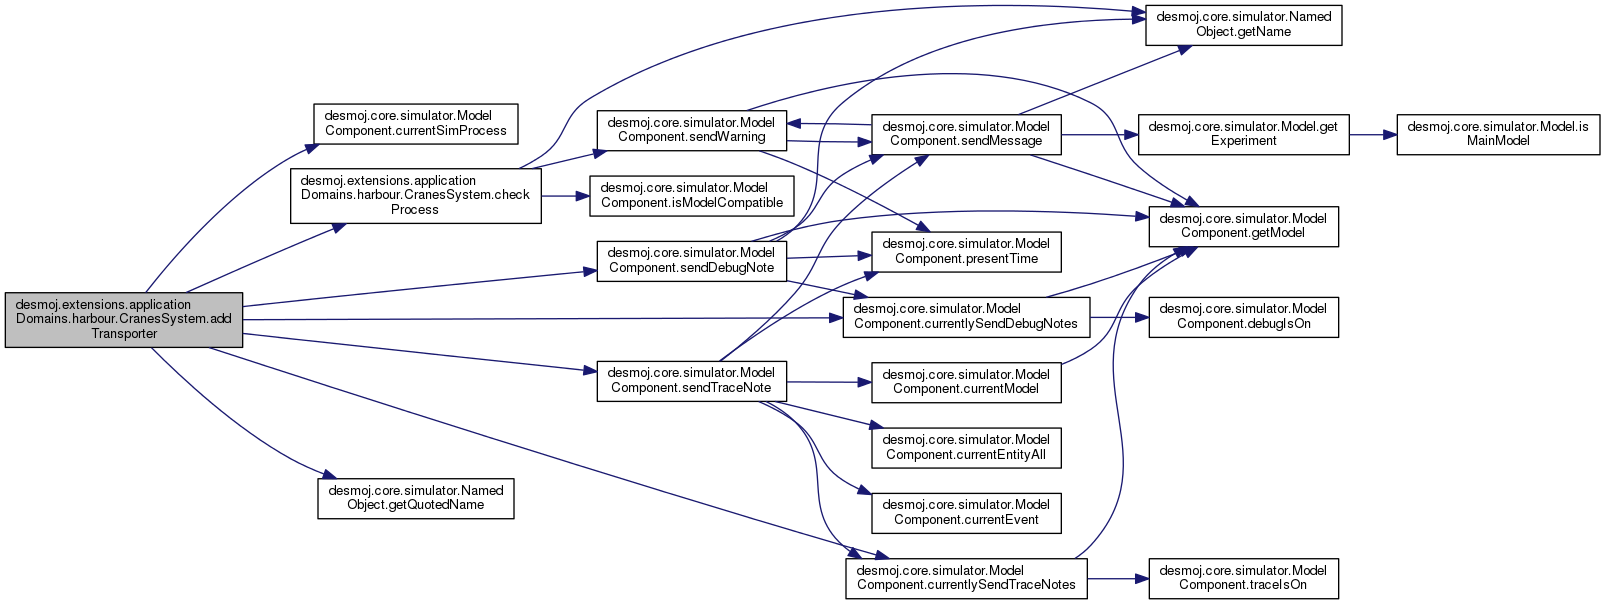 desmoj.core.simulator.Named
Object.getName
desmoj.core.simulator.Model
Component.currentSimProcess
desmoj.core.simulator.Model
Component.sendWarning
desmoj.core.simulator.Model
Component.sendMessage
desmoj.core.simulator.Model.get
Experiment
desmoj.core.simulator.Model.is
MainModel
desmoj.extensions.application
Domains.harbour.CranesSystem.check
Process
desmoj.core.simulator.Model
Component.isModelCompatible
desmoj.core.simulator.Model
Component.getModel
desmoj.core.simulator.Model
Component.sendDebugNote
desmoj.core.simulator.Model
Component.presentTime
desmoj.extensions.application
Domains.harbour.CranesSystem.add
Transporter
desmoj.core.simulator.Model
Component.currentlySendDebugNotes
desmoj.core.simulator.Model
Component.debugIsOn
desmoj.core.simulator.Model
Component.sendTraceNote
desmoj.core.simulator.Model
Component.currentModel
desmoj.core.simulator.Model
Component.currentEntityAll
desmoj.core.simulator.Named
Object.getQuotedName
desmoj.core.simulator.Model
Component.currentEvent
desmoj.core.simulator.Model
Component.currentlySendTraceNotes
desmoj.core.simulator.Model
Component.traceIsOn